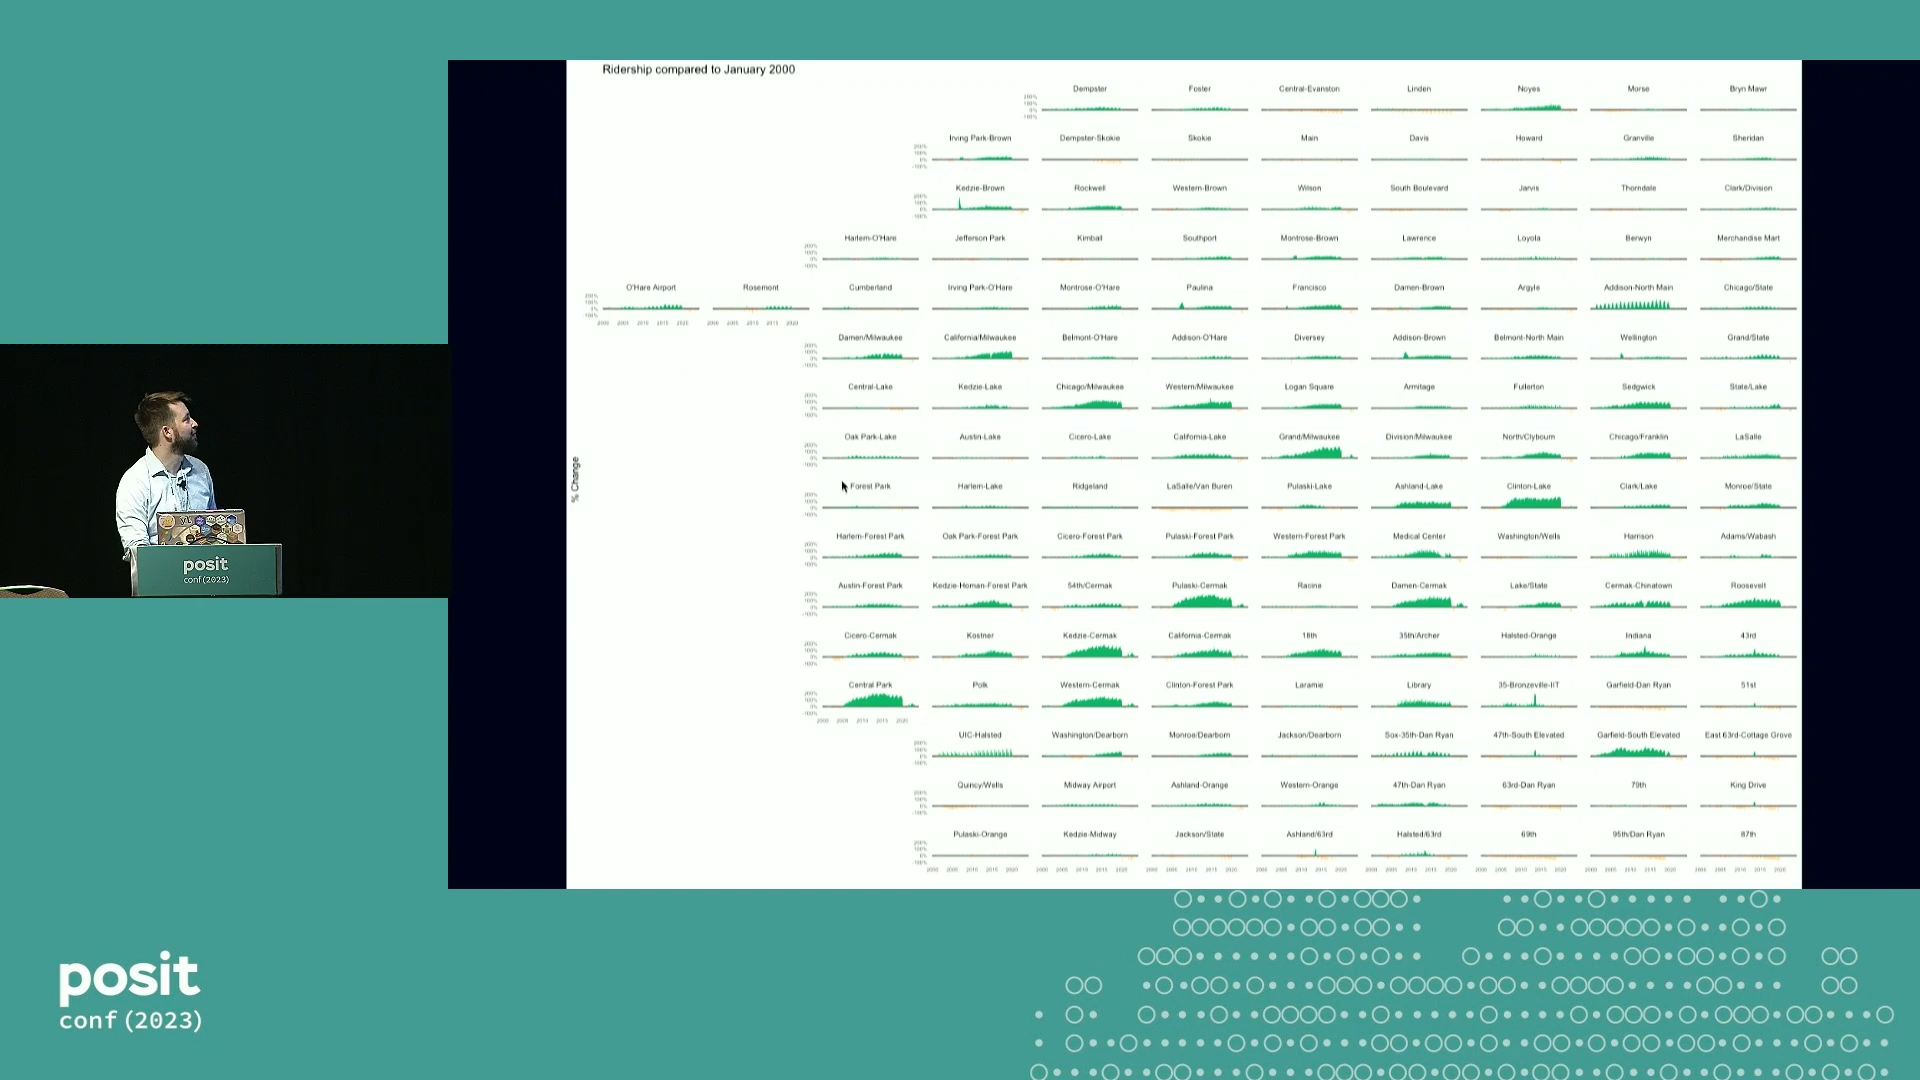 Ridership compared to January 2000
Dempster Foster Central-Evanston Linden Noyes Morse Bryn Mawr
Irving Park-Brown Dempster-Skokie Skokie Main Davis Howard Granville Sheridan
Kedzie-Brown Rockwell Western-Brown Wilson South Boulevard Jarvis Thorndale Clark/Division
Harlem-O'Hare Jefferson Park Kimball Southport Montrose-Brown Lawrence Loyola Berwyn Merchandise Mart
O'Hare Airport Rosemont Cumberland Irving Park-O'Hare Montrose-O'Hare Paulina Francisco Damen-Brown Argyle Addison-North Main Chicago/State
Damen/Milwaukee California/Milwaukee Belmont-O'Hare Addison-O'Hare Diversey Addison-Brown Belmont-North Main Wellington Grand/State
Central-Lake Kedzie-Lake Chicago/Milwaukee Western/Milwaukee Logan Square Armitage Fullerton Sedgwick State/Lake
Oak Park-Lake Austin-Lake Cicero-Lake California-Lake Grand/Milwaukee Division/Milwaukee North/Clybourn Chicago/Franklin LaSalle
% Change
Forest Park Harlem-Lake Ridgeland LaSalle/Van Buren Pulaski-Lake Ashland-Lake Clinton-Lake Clark/Lake Monroe/State
Harlem-Forest Park Oak Park-Forest Park Cicero-Forest Park Pulaski-Forest Park Western-Forest Park Medical Center Washington/Wells Harrison Adams/Wabash
Austin-Forest Park Kedzie-Homan-Forest Park 54th/Cermak Pulaski-Cermak Racine Damen-Cermak Lake/State Cermak-Chinatown Roosevelt
Cicero-Cermak Kostner Kedzie-Cermak California-Cermak 18th 35th/Archer Halsted-Orange Indiana 43rd
Central Park Polk Western-Cermak Clinton-Forest Park Laramie Library 35-Bronzeville-IIT Garfield-Dan Ryan 51st
UIC-Halsted Washington/Dearborn Monroe/Dearborn Jackson/Dearborn Sox-35th-Dan Ryan 47th-South Elevated Garfield-South Elevated East 63rd-Cottage Grove
Quincy/Wells Midway Airport Ashland-Orange Western-Orange 47th-Dan Ryan 63rd-Dan Ryan 79th King Drive
Pulaski-Orange Kedzie-Midway Jackson/State Ashland/63rd Halsted/63rd 69th 95th/Dan Ryan 87th
posit
conf(2023)
posit
conf(2023)